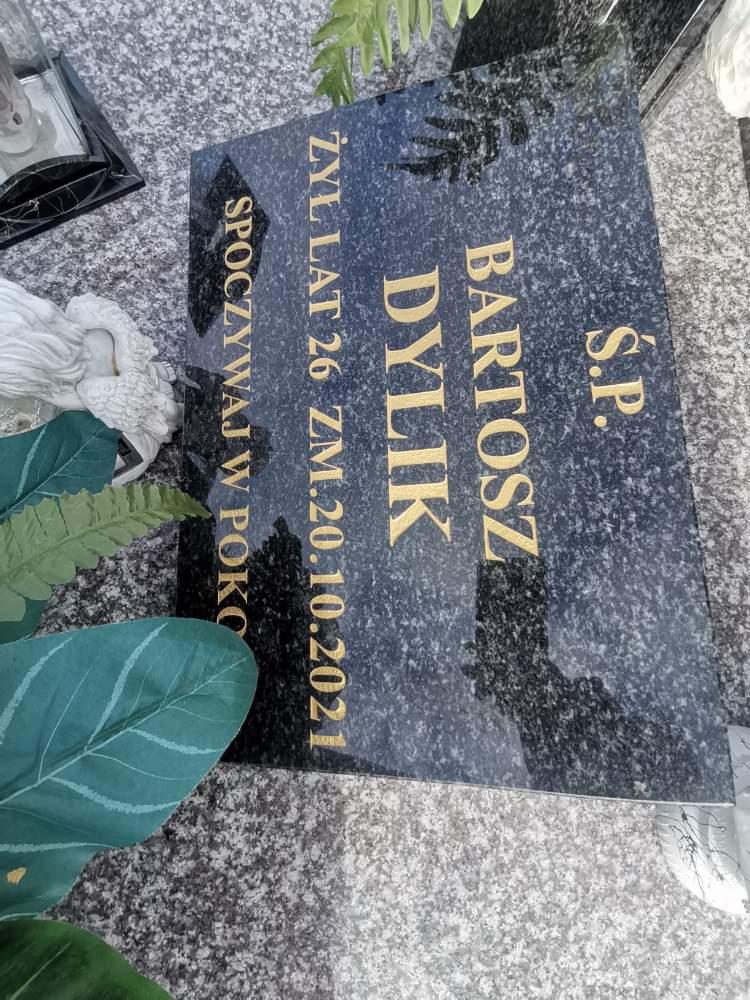 Ś.P.
BARTOSZ
DYLIK
ŻYŁ LAT 26 ZM.20.10.2021
SPOCZYWAJ W POKO